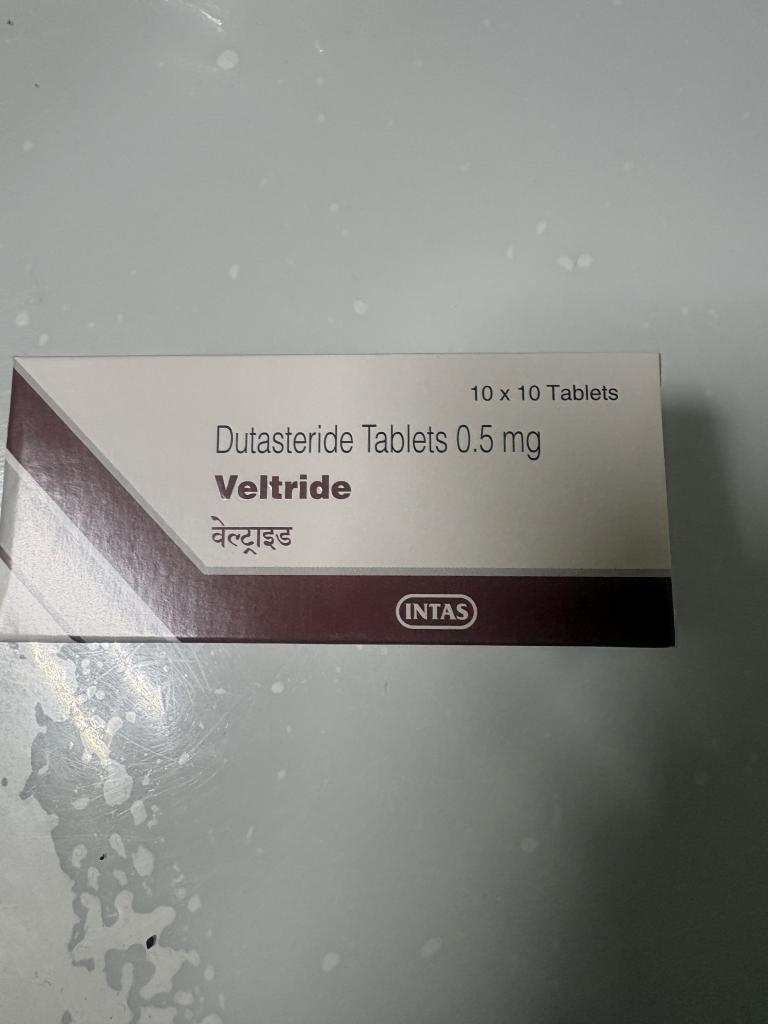 10 x 10 Tablets
Dutasteride Tablets 0.5 mg
Veltride
वेल्ट्राइड
INTAS